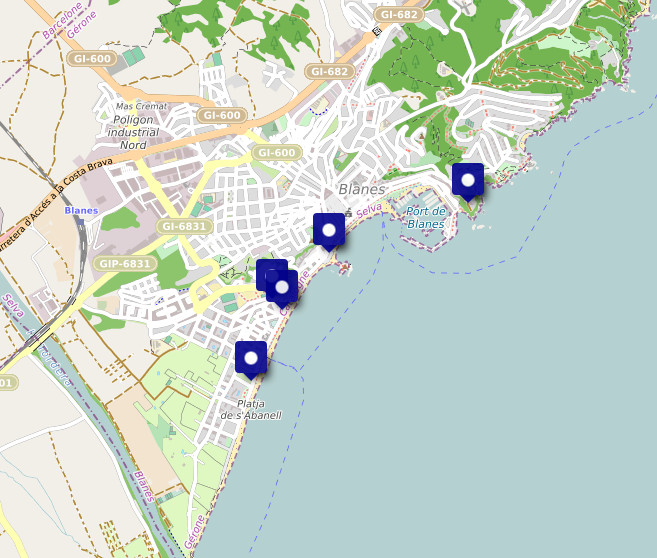 GI-682
Barcelone
Gérone
GI-600
GI-682
Mas Cremat
Polígon
industrial
Nord
GI-600
GI-600
Carretera d'Accés a la Costa Brava
Blanes
Blanes
Selva
Port de
Blanes
GI-6831
GIP-6831
Selva
01
Platja
de s'Abanell
Blanes
Gérone